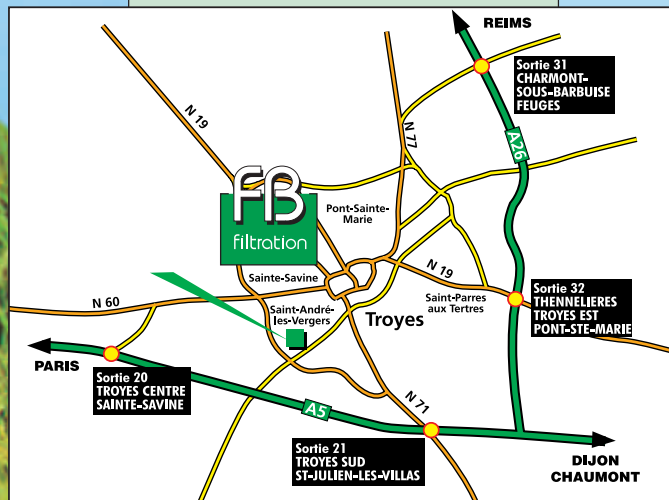 REIMS
Sortie 31
CHARMONT-
SOUS-BARBUISE
FEUGES
N 19
N 77
A26
FB
filtration
Pont-Sainte-
Marie
Sainte-Savine
N 19
N 60
Saint-André-
les-Vergers
Troyes
Saint-Parres
aux Tertres
Sortie 32
THENNELIERES
TROYES EST
PONT-STE-MARIE
PARIS
Sortie 20
TROYES CENTRE
SAINTE-SAVINE
A5
N 71
Sortie 21
TROYES SUD
ST-JULIEN-LES-VILLAS
DIJON
CHAUMONT